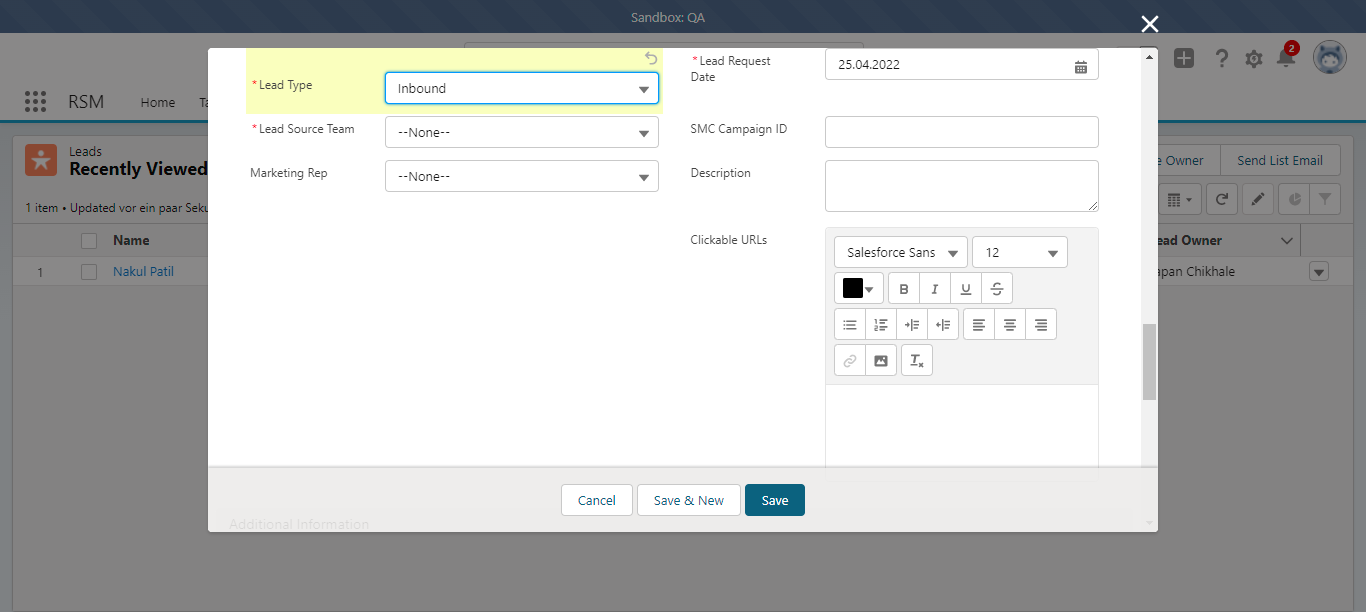 Sandbox: QA
2
RSM
Home
Leads
Recently Viewed
1 item • Updated vor ein paar Seku
Name
1
Nakul Patil
* Lead Type
Inbound
* Lead Source Team
--None--
Marketing Rep
--None--
* Lead Request
Date
25.04.2022
SMC Campaign ID
Description
Clickable URLs
Salesforce Sans
12
B I U S
Owner
Send List Email
ead Owner
apan Chikhale
Additional Information
Cancel
Save & New
Save